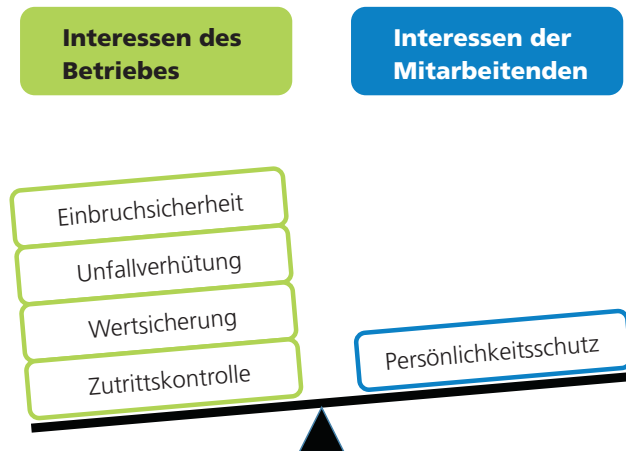 Interessen des
Betriebes
Interessen der
Mitarbeitenden
Einbruchsicherheit
Unfallverhütung
Wertsicherung
Zutrittskontrolle
Persönlichkeitsschutz